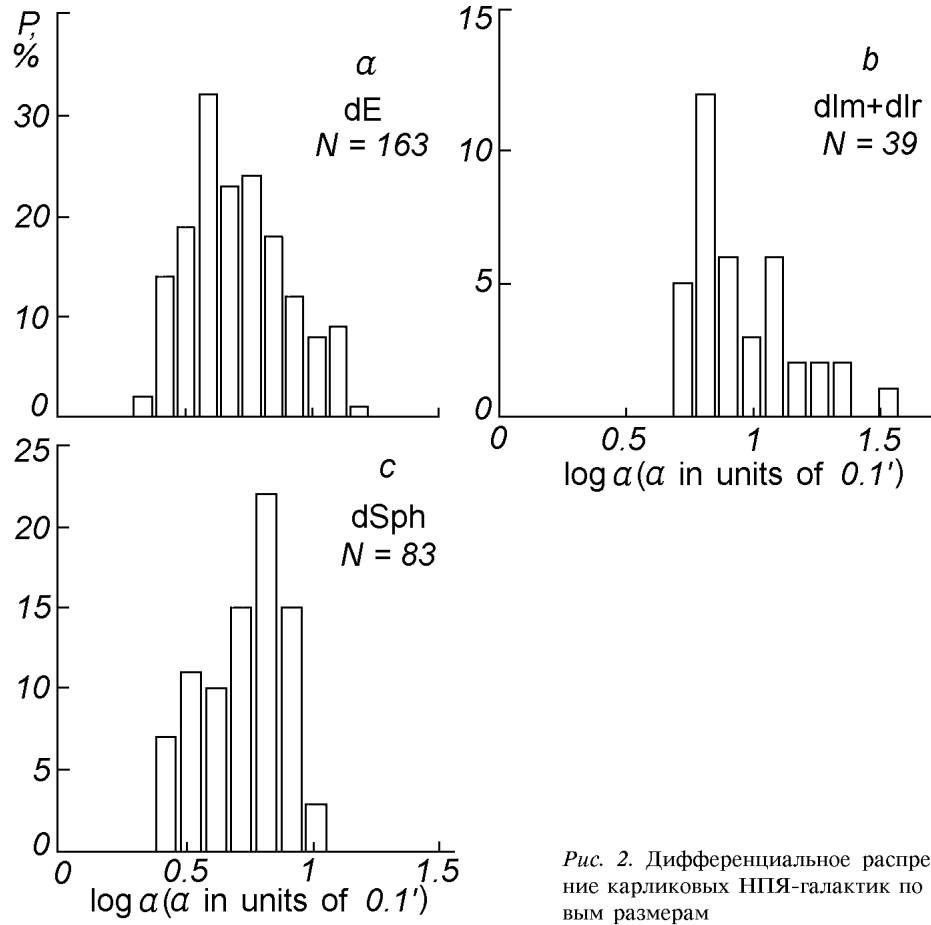 P,
%
30
20
10
0
a
dE
N = 163
15
10
5
0
b
dIm+dIr
N = 39
0 0.5 1 1.5
log a (a in units of 0.1')
25
20
15
10
5
0
c
dSph
N = 83
0 0.5 1 1.5
log a (a in units of 0.1')
Рис. 2. Дифференциальное распре
ние карликовых НПЯ-галактик по
вым размерам